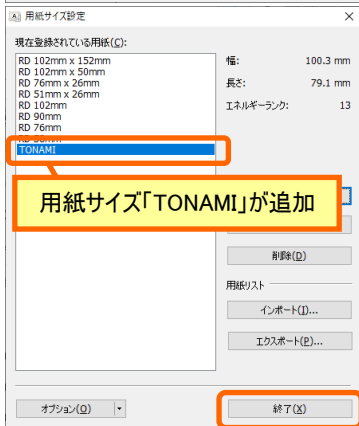 用紙サイズ設定
現在登録されている用紙(C):
RD 102mm x 152mm
RD 102mm x 50mm
RD 76mm x 26mm
RD 51mm x 26mm
RD 102mm
RD 90mm
RD 76mm
TONAMI
幅: 100.3 mm
長さ: 79.1 mm
エネルギーランク: 13
用紙サイズ「TONAMI」が追加
削除(D)
用紙リスト
インポート(I)...
エクスポート(P)...
オプション(O)
終了(X)